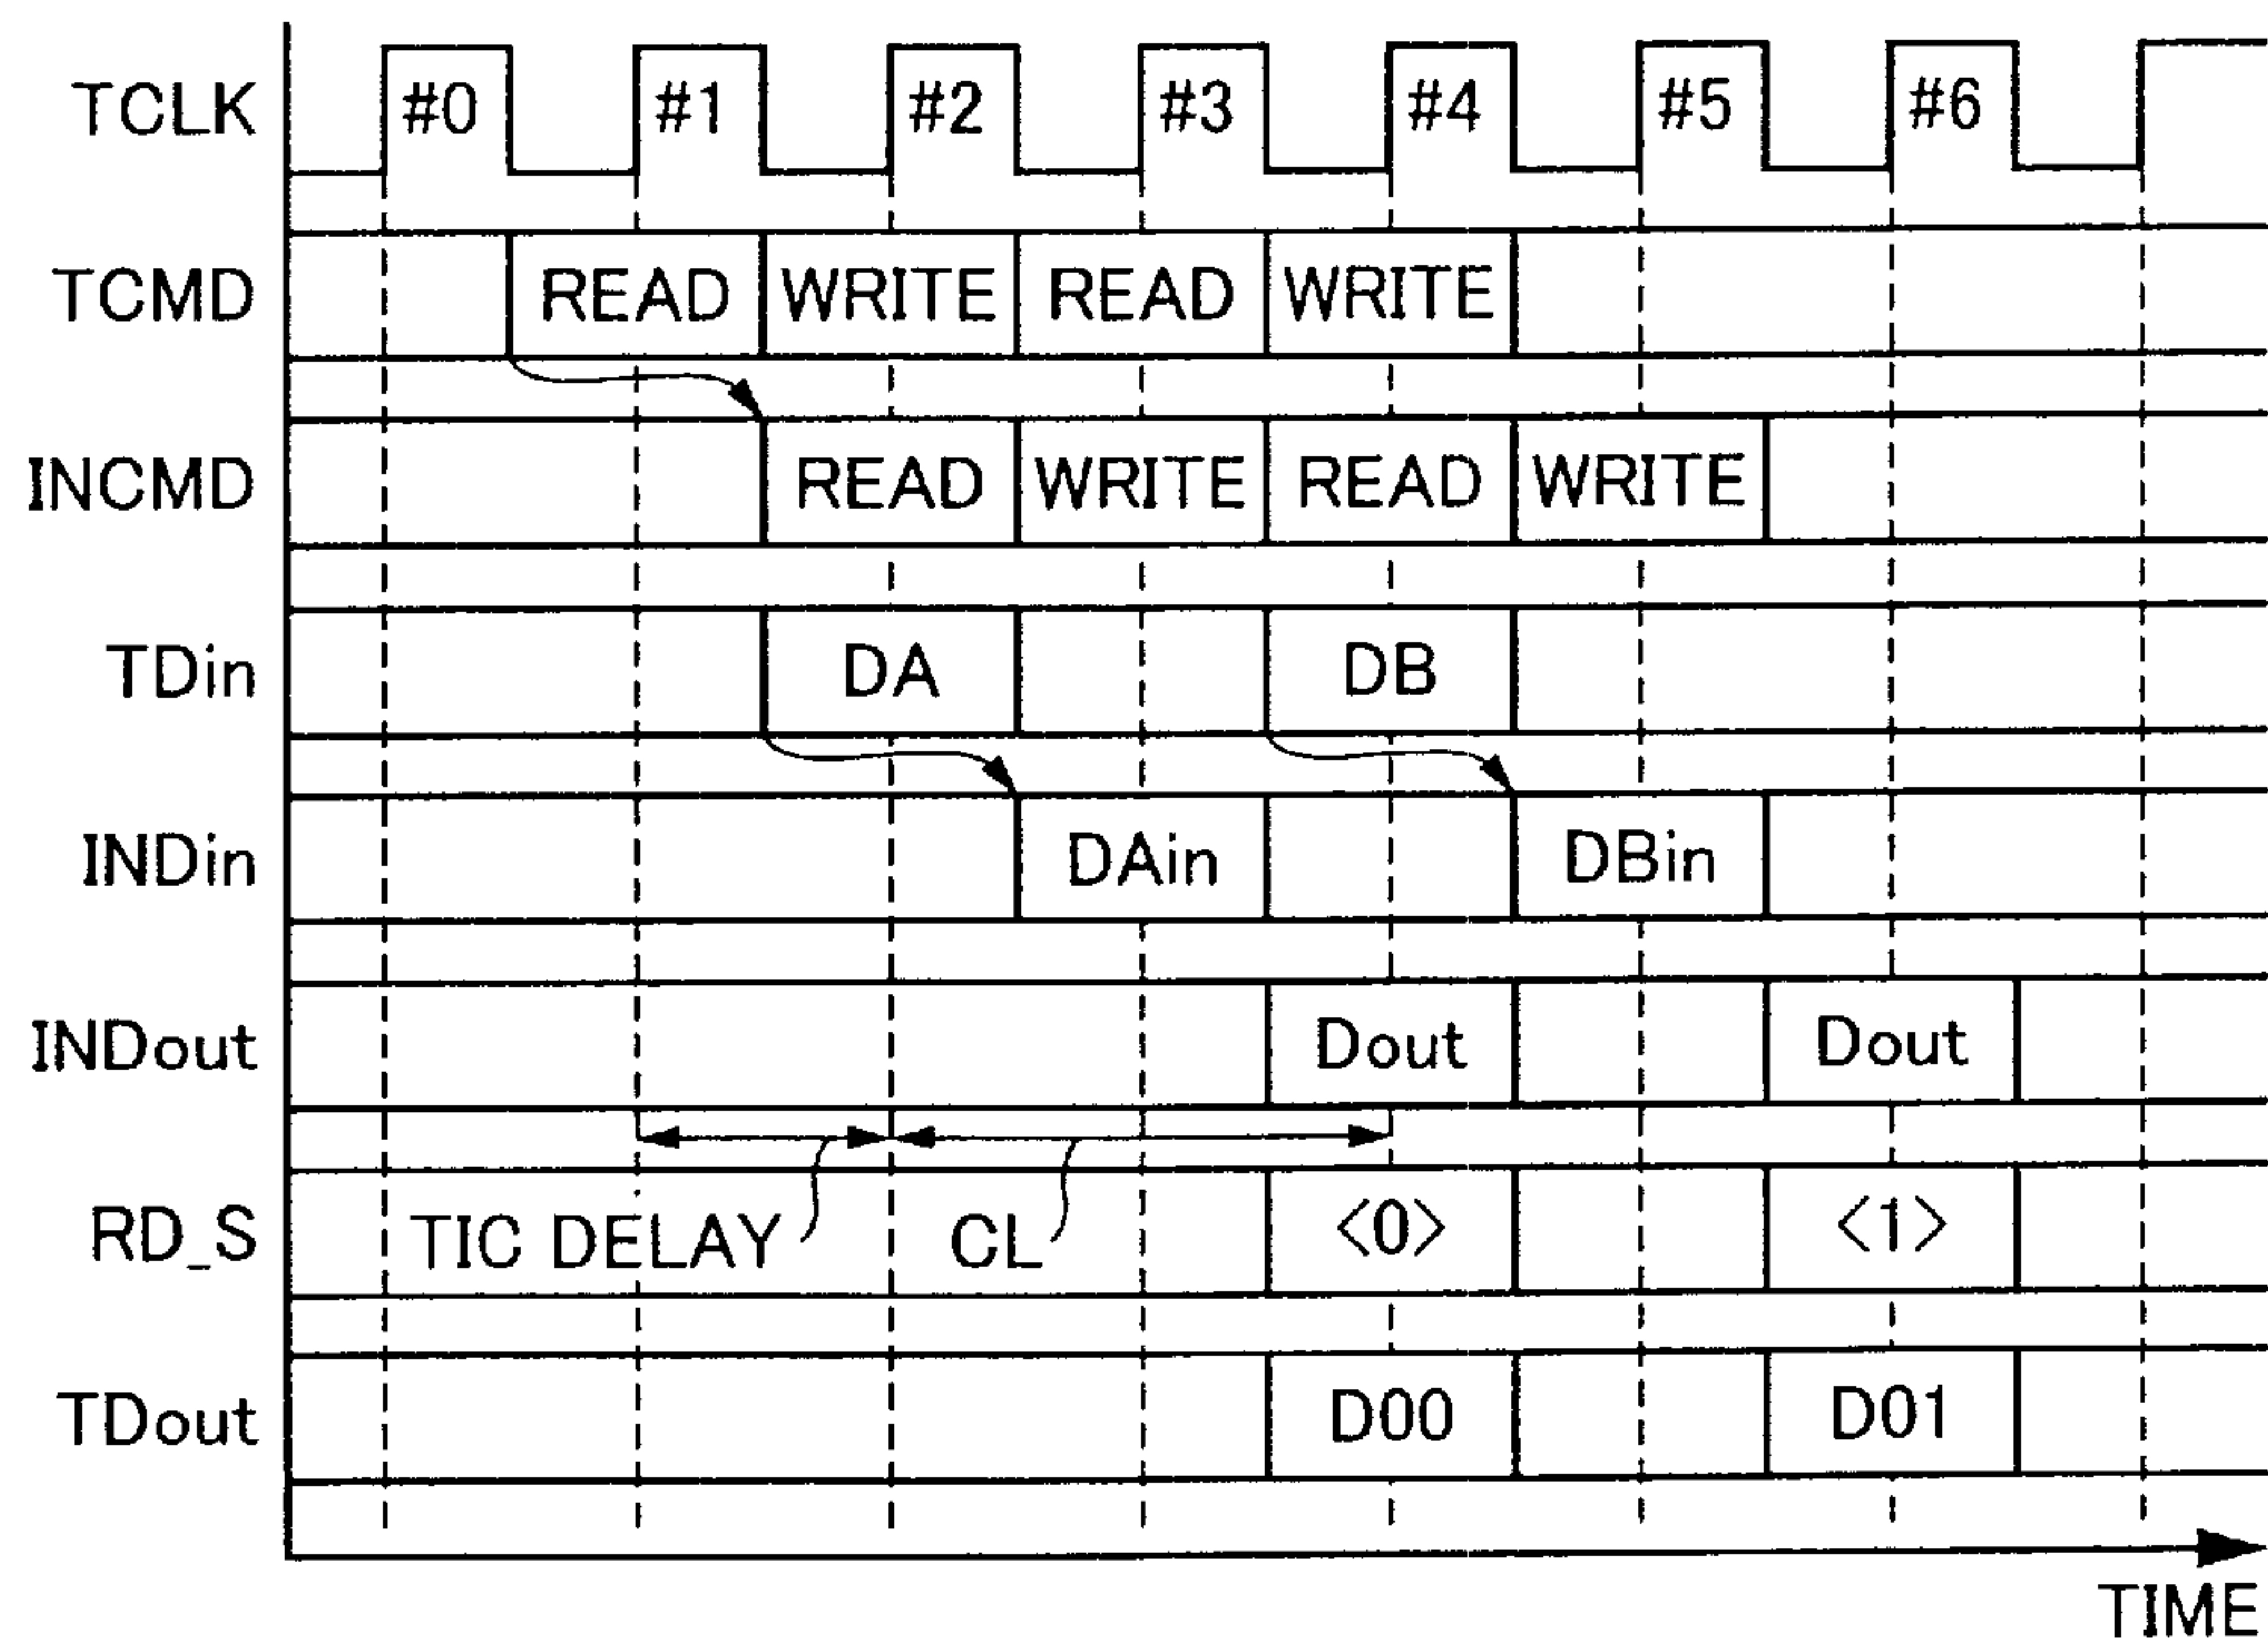 TCLK #0 #1 #2 #3 #4 #5 #6
TCMD READ WRITE READ WRITE
INCMD READ WRITE READ WRITE
TDin DA DB
INDin DAin DBin
INDout Dout Dout
RD_S TIC DELAY CL <0> <1>
TDout D00 D01
TIME